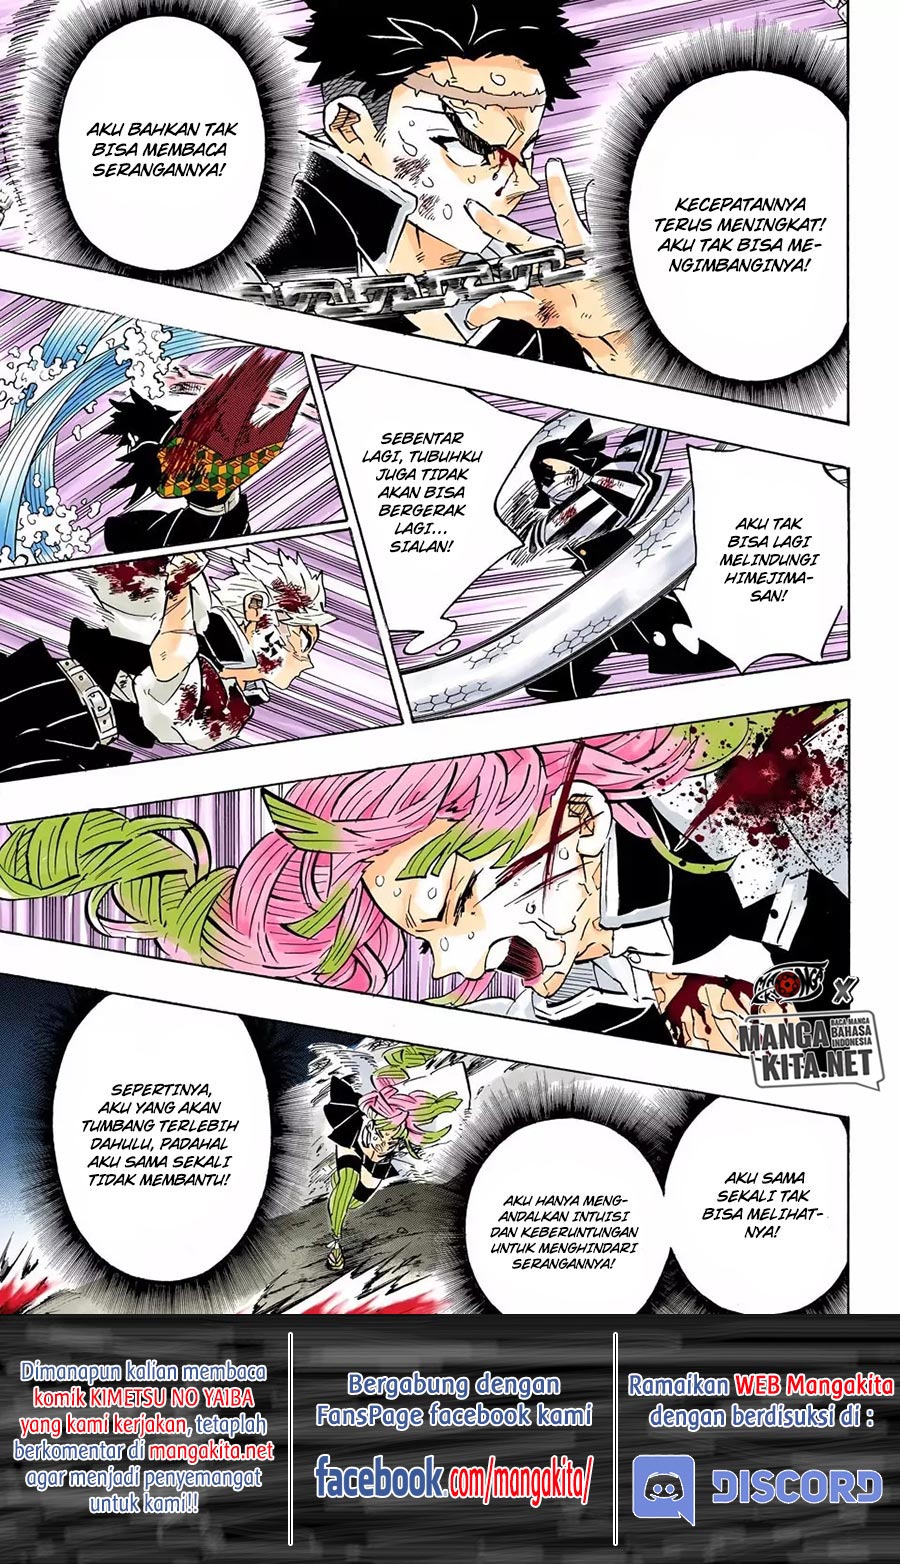 KECEPATANNYA
TERUS MENINGKAT!
AKU TAK BISA ME-
NGIMBANGINYA!
AKU BAHKAN TAK
BISA MEMBACA
SERANGANNYA!
AKU TAK
BISA LAGI
MELINDUNGI
HIMEJIMA-
SAN!
SEBENTAR
LAGI, TUBUHKU
JUGA TIDAK
AKAN BISA
BERGERAK
LAGI...
SIALAN!
MANGA
BACA MANGA
BAHASA
INDONESIA
KITA.NET
AKU SAMA
SEKALI TAK
BISA MELIHAT-
NYA!
AKU HANYA MENG-
ANDALKAN INTUISI
DAN KEBERUNTUNGAN
UNTUK MENGHINDARI
SERANGANNYA!
SEPERTINYA,
AKU YANG AKAN
TUMBANG TERLEBIH
DAHULU, PADAHAL
AKU SAMA SEKALI
TIDAK MEMBANTU!
Dimanapun kalian membaca
komik KIMETSU NO YAIBA
yang kami kerjakan, tetaplah
berkomentar di mangakita.net
agar menjadi penyemangat
untuk kami!!
Bergabung dengan
FansPage facebook kami
facebook.com/mangakita/
Ramaikan WEB Mangakita
dengan berdisuksi di :
DISCORD